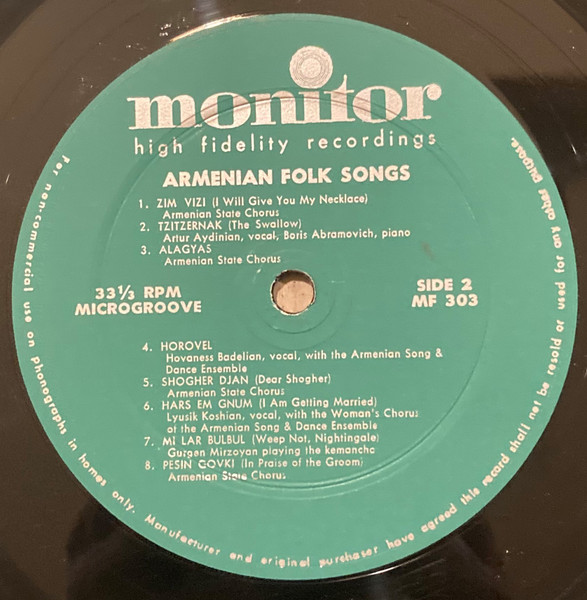 monitor
high fidelity recordings
ARMENIAN FOLK SONGS
1. ZIM VIZI (I Will Give You My Necklace)
Armenian State Chorus
2. TZITZERNAK (The Swallow)
Artur Aydinian, vocal, Boris Abramovich, piano
3. ALAGYAS
Armenian State Chorus
33⅓ RPM
MICROGROOVE
SIDE 2
MF 303
4. HOROVEL
Hovaness Badelian, vocal, with the Armenian Song &
Dance Ensemble
5. SHOGHER DJAN (Dear Shogher)
Armenian State Chorus
6. HARS EM GNUM (I Am Getting Married)
Lyusik Koshian, vocal, with the Woman's Chorus
of the Armenian Song & Dance Ensemble
7. MI LAR BULBUL (Weep Not, Nightingale)
Gurgen Mirzoyan playing the kemancho
8. PESIN GOVKI (In Praise of the Groom)
Armenian State Chorus
For non-commercial use on Phonographs in homes only. Manufacturer and original purchaser have agreed this record shall not be resold or used for any other purpose.